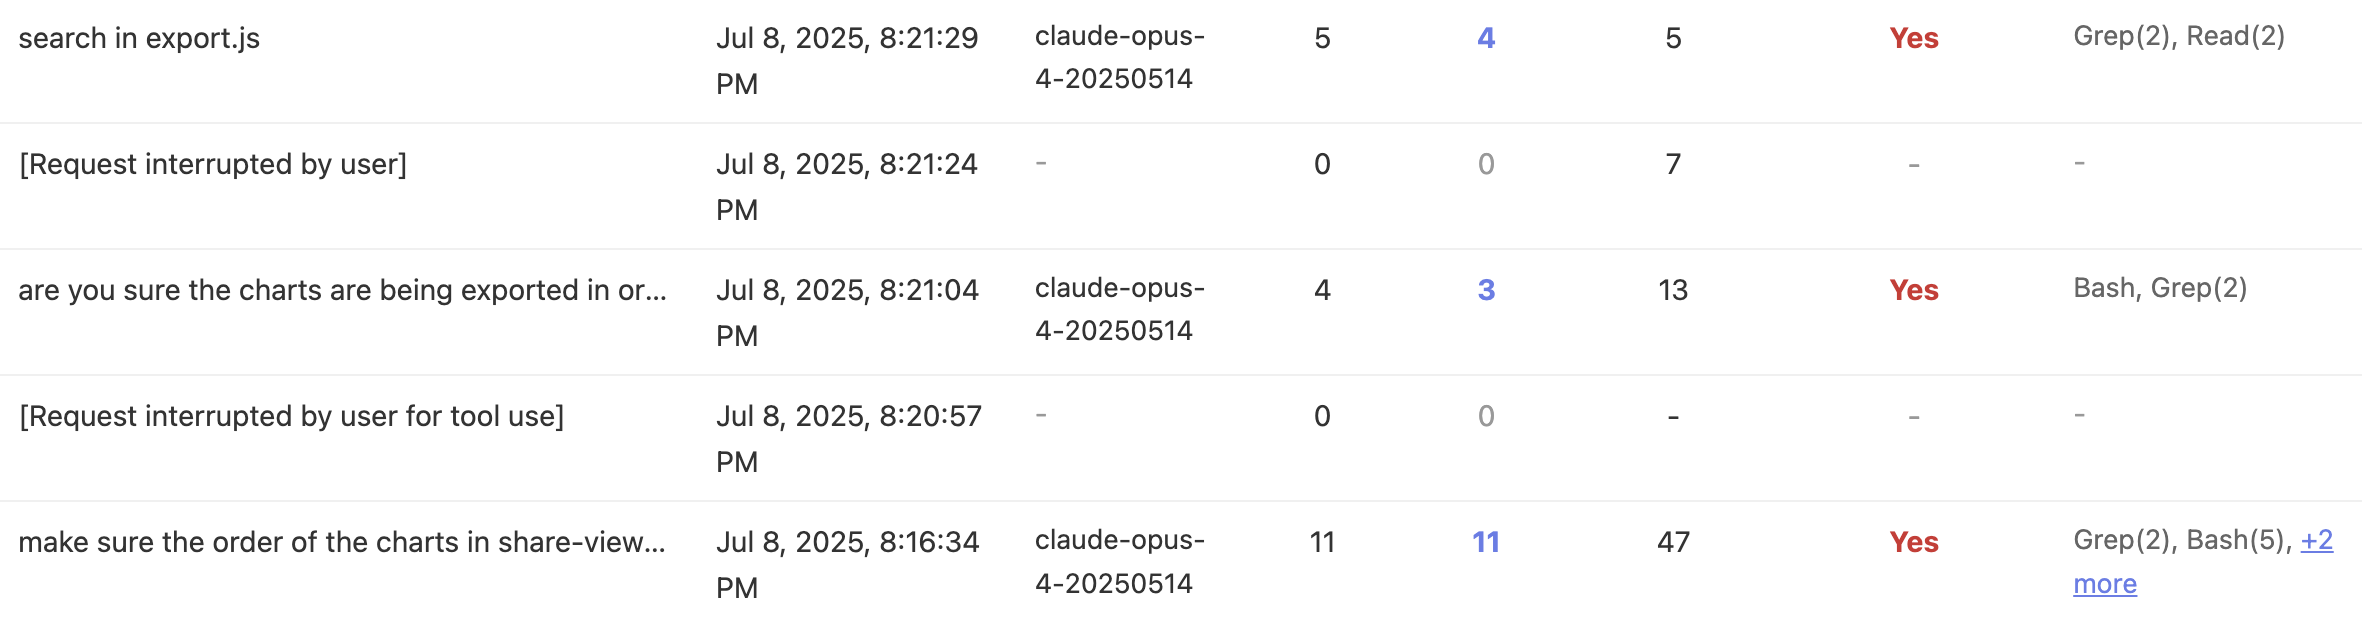 search in export.js Jul 8, 2025, 8:21:29 claude-opus- 5 4 5 Yes Grep(2), Read(2)
PM 4-20250514
[Request interrupted by user] Jul 8, 2025, 8:21:24 - 0 0 7 - -
PM
are you sure the charts are being exported in or... Jul 8, 2025, 8:21:04 claude-opus- 4 3 13 Yes Bash, Grep(2)
PM 4-20250514
[Request interrupted by user for tool use] Jul 8, 2025, 8:20:57 - 0 0 - - -
PM
make sure the order of the charts in share-view... Jul 8, 2025, 8:16:34 claude-opus- 11 11 47 Yes Grep(2), Bash(5), +2
PM 4-20250514 more